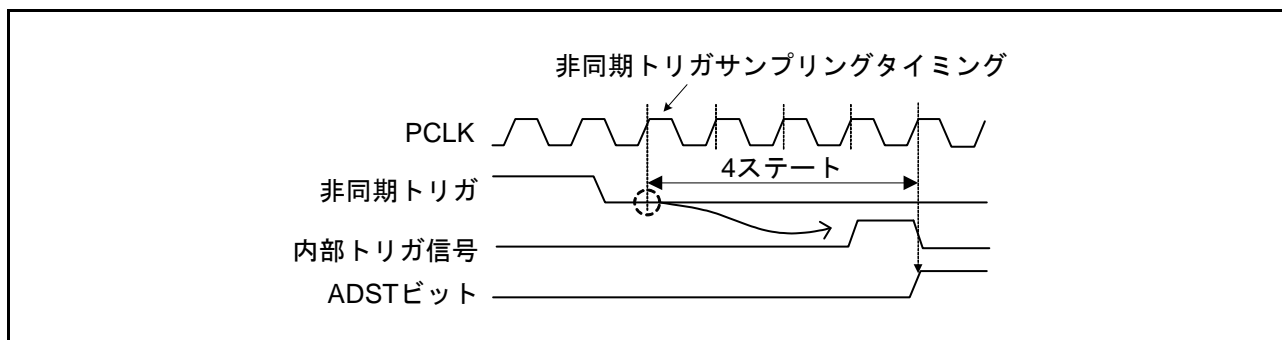 非同期トリガサンプリングタイミング
PCLK
4ステート
非同期トリガ
内部トリガ信号
ADSTビット